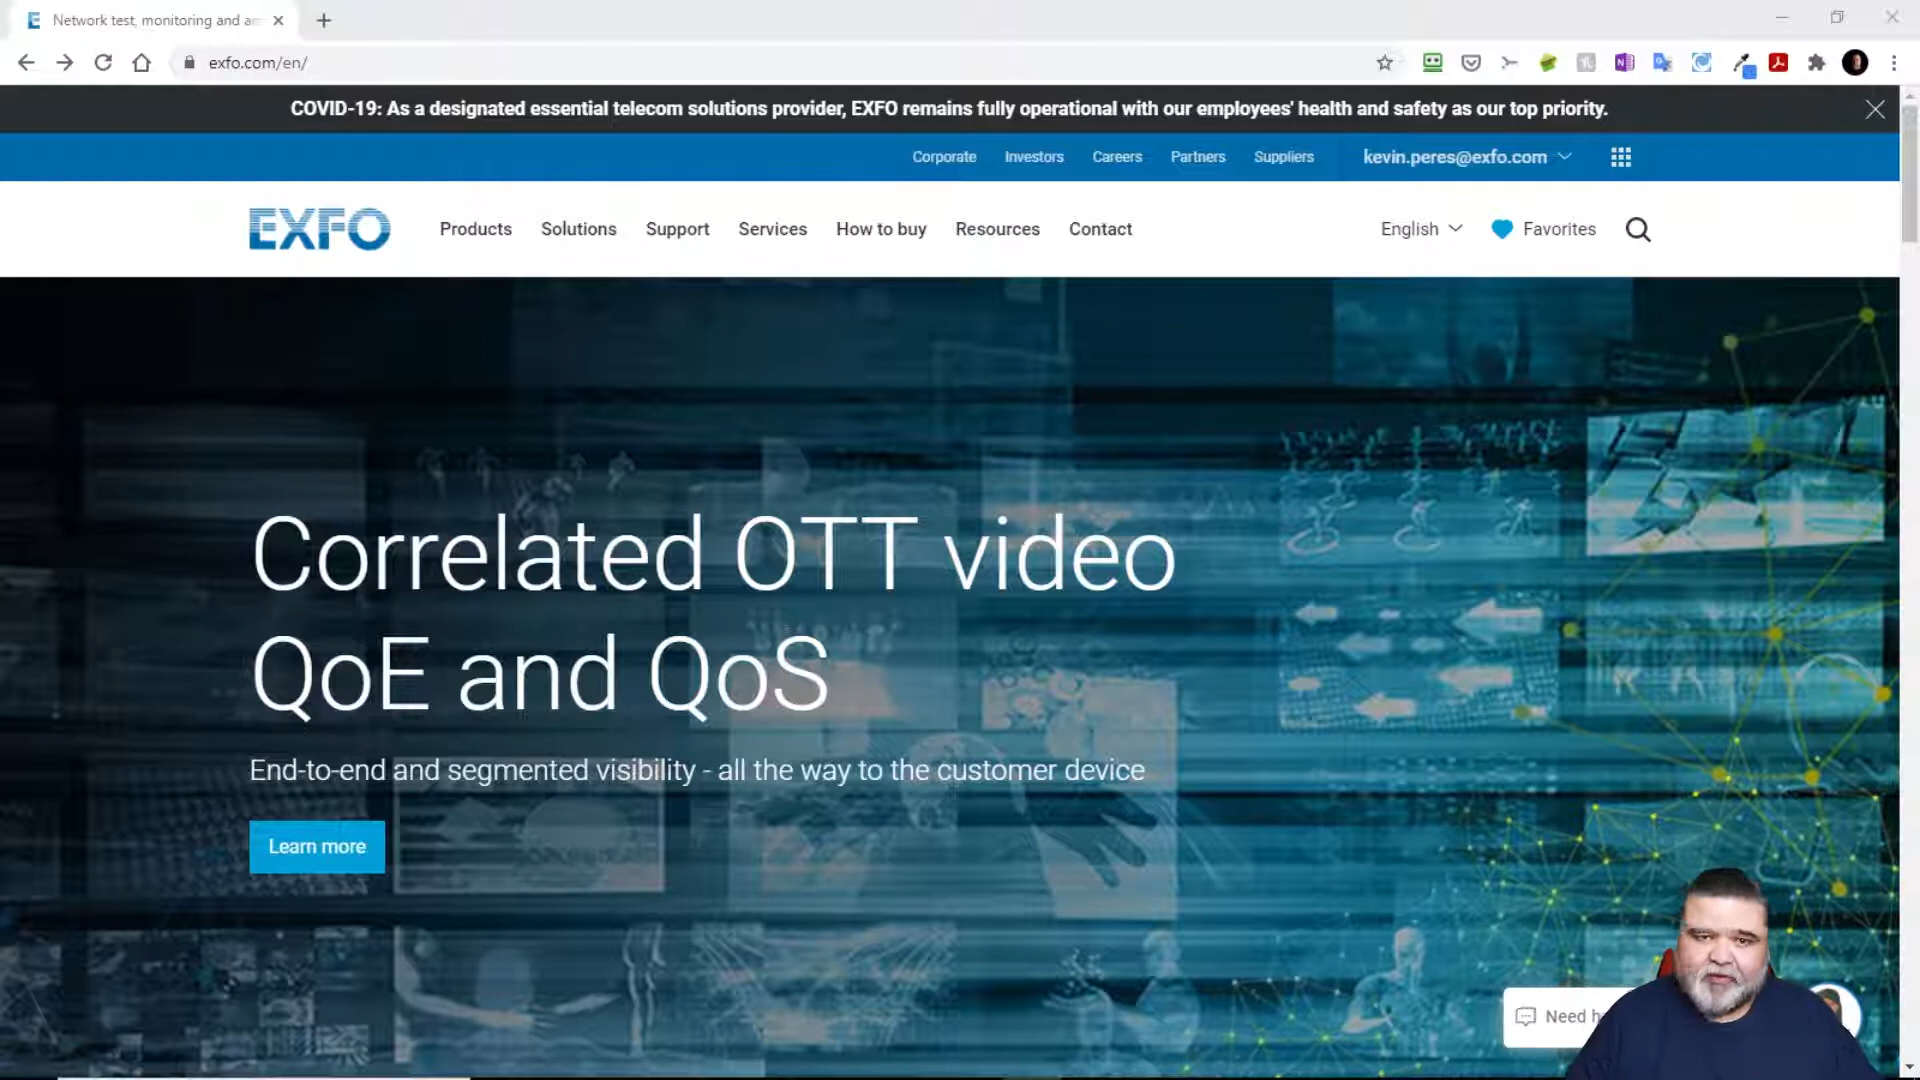 Network test, monitoring and
exfo.com/en/
COVID-19: As a designated essential telecom solutions provider, EXFO remains fully operational with our employees' health and safety as our top priority.
Corporate Investors Careers Partners Suppliers kevin.peres@exfo.com
EXFO Products Solutions Support Services How to buy Resources Contact English Favorites
Correlated OTT video
QoE and QoS
End-to-end and segmented visibility - all the way to the customer device
Learn more
Need